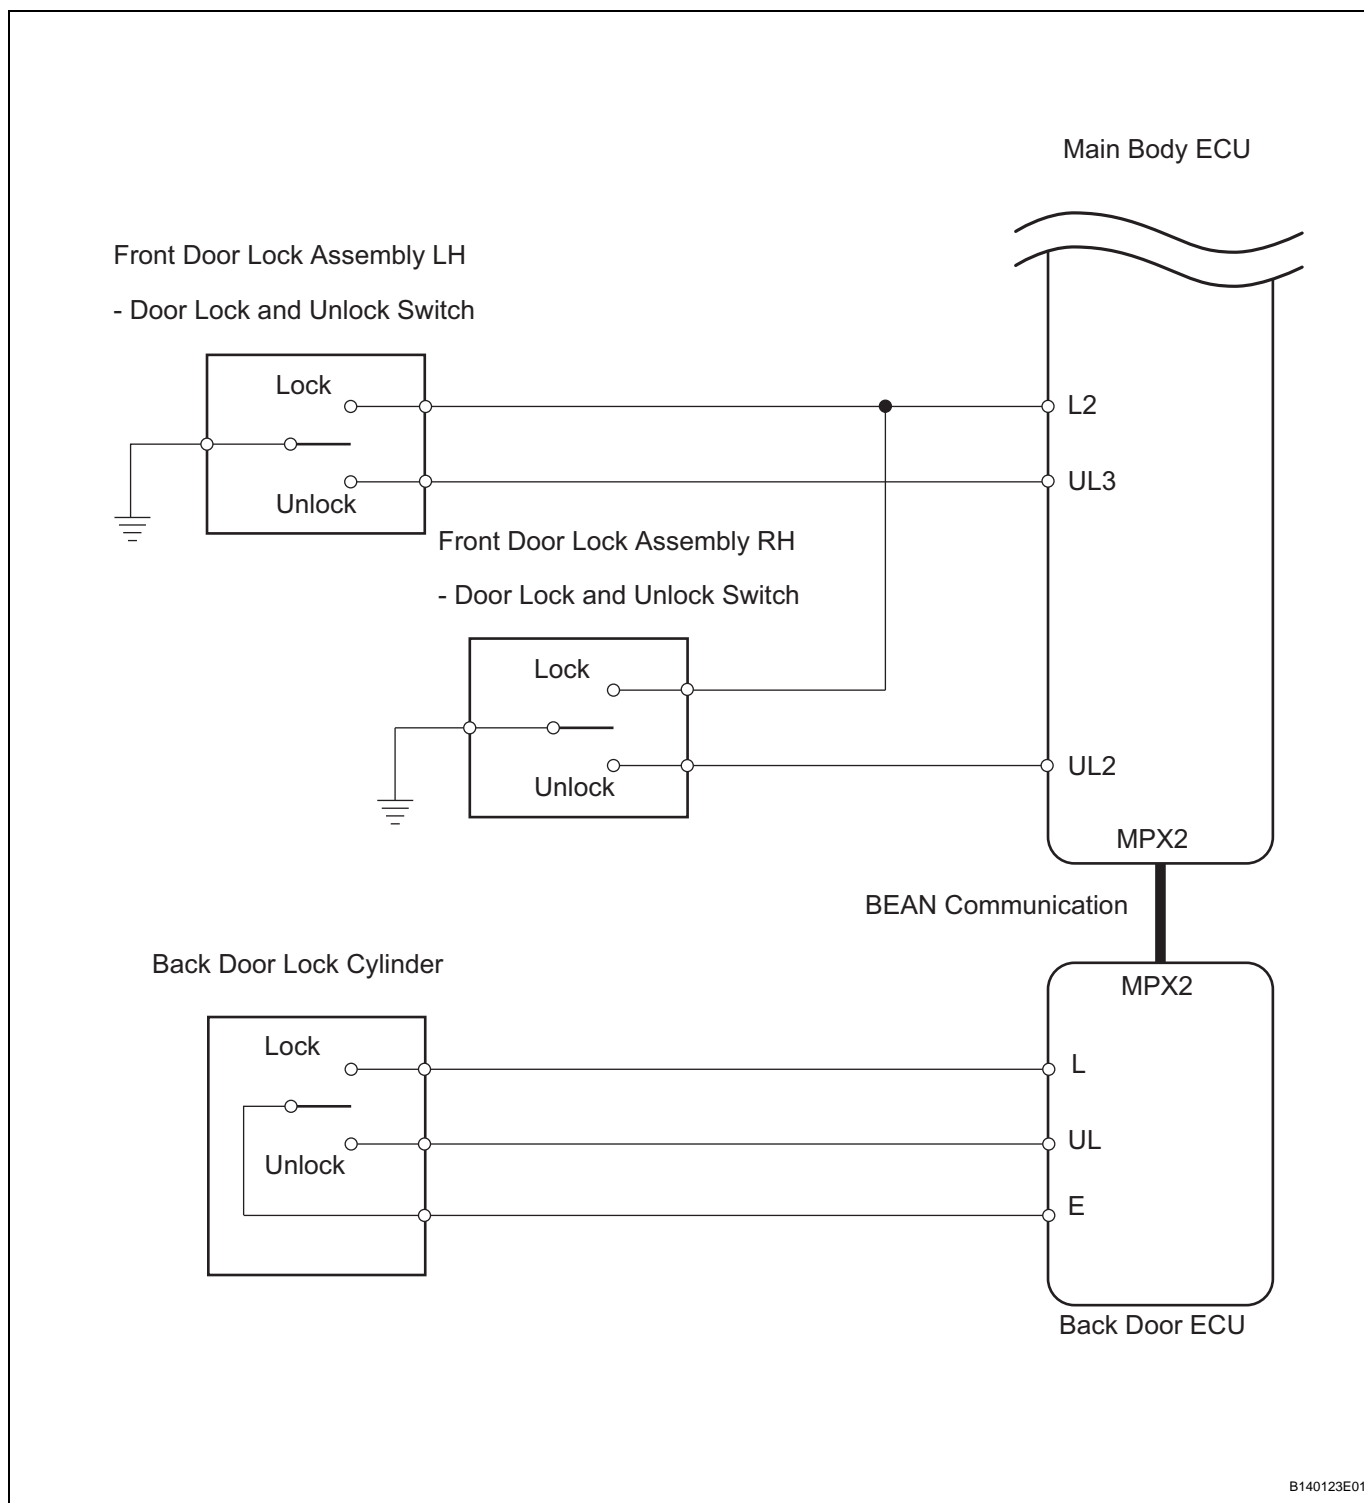 Main Body ECU
Front Door Lock Assembly LH
- Door Lock and Unlock Switch
Lock
L2
UL3
Unlock
Front Door Lock Assembly RH
- Door Lock and Unlock Switch
Lock
UL2
Unlock
MPX2
BEAN Communication
Back Door Lock Cylinder
MPX2
Lock
L
UL
Unlock
E
Back Door ECU
B140123E01